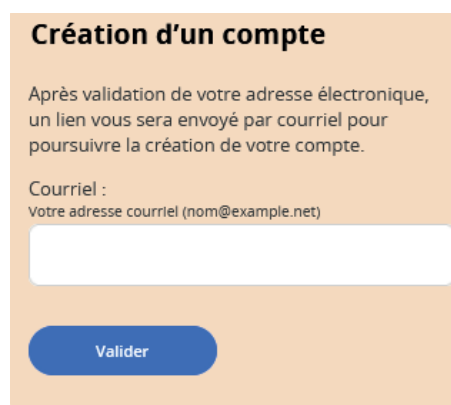 Création d'un compte
Après validation de votre adresse électronique,
un lien vous sera envoyé par courriel pour
poursuivre la création de votre compte.
Courriel :
Votre adresse courriel (nom@example.net)
Valider